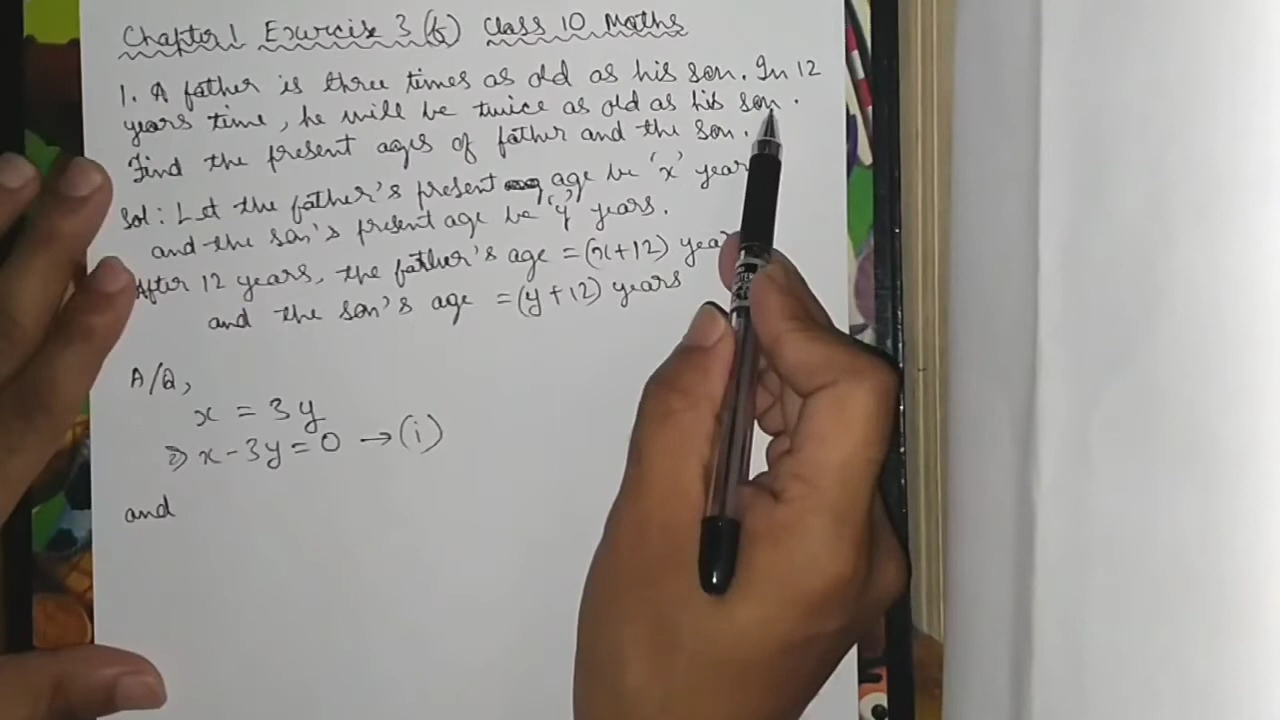 Chapter 1 Exercise 3 (f) Class 10 Maths
1. A father is three times as old as his son. In 12
years time, he will be twice as old as his son.
Find the present ages of father and the son.
Sol: Let the father's present age be 'x' year
and the son's present age be 'y' years.
After 12 years, the father's age = (x+12) yea
and the son's age = (y+12) years
A/Q,
x = 3y
⇒ x - 3y = 0 → (i)
and